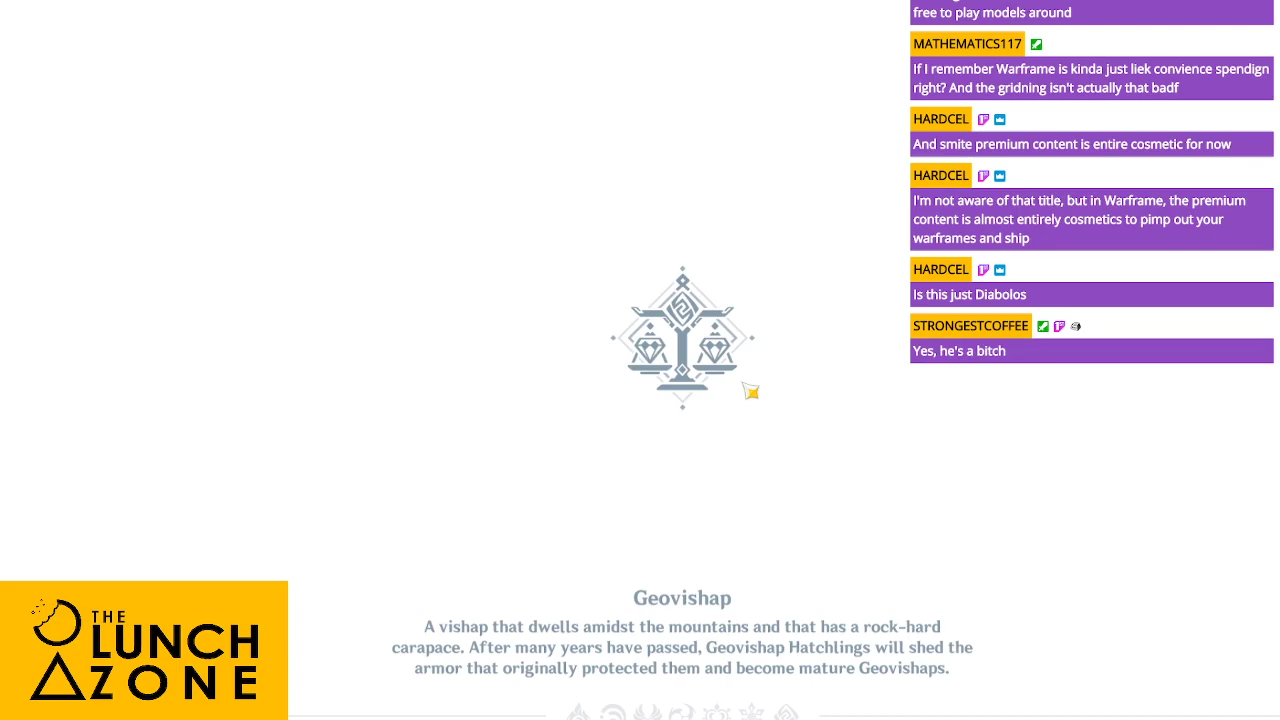 free to play models around
MATHEMATICS117
If I remember Warframe is kinda just liek convience spendign
right? And the gridning isn't actually that badf
HARDCEL
And smite premium content is entire cosmetic for now
HARDCEL
I'm not aware of that title, but in Warframe, the premium
content is almost entirely cosmetics to pimp out your
warframes and ship
HARDCEL
Is this just Diabolos
STRONGESTCOFFEE
Yes, he's a bitch
Geovishap
A vishap that dwells amidst the mountains and that has a rock-hard
carapace. After many years have passed, Geovishap Hatchlings will shed the
armor that originally protected them and become mature Geovishaps.
THE
LUNCH
ZONE